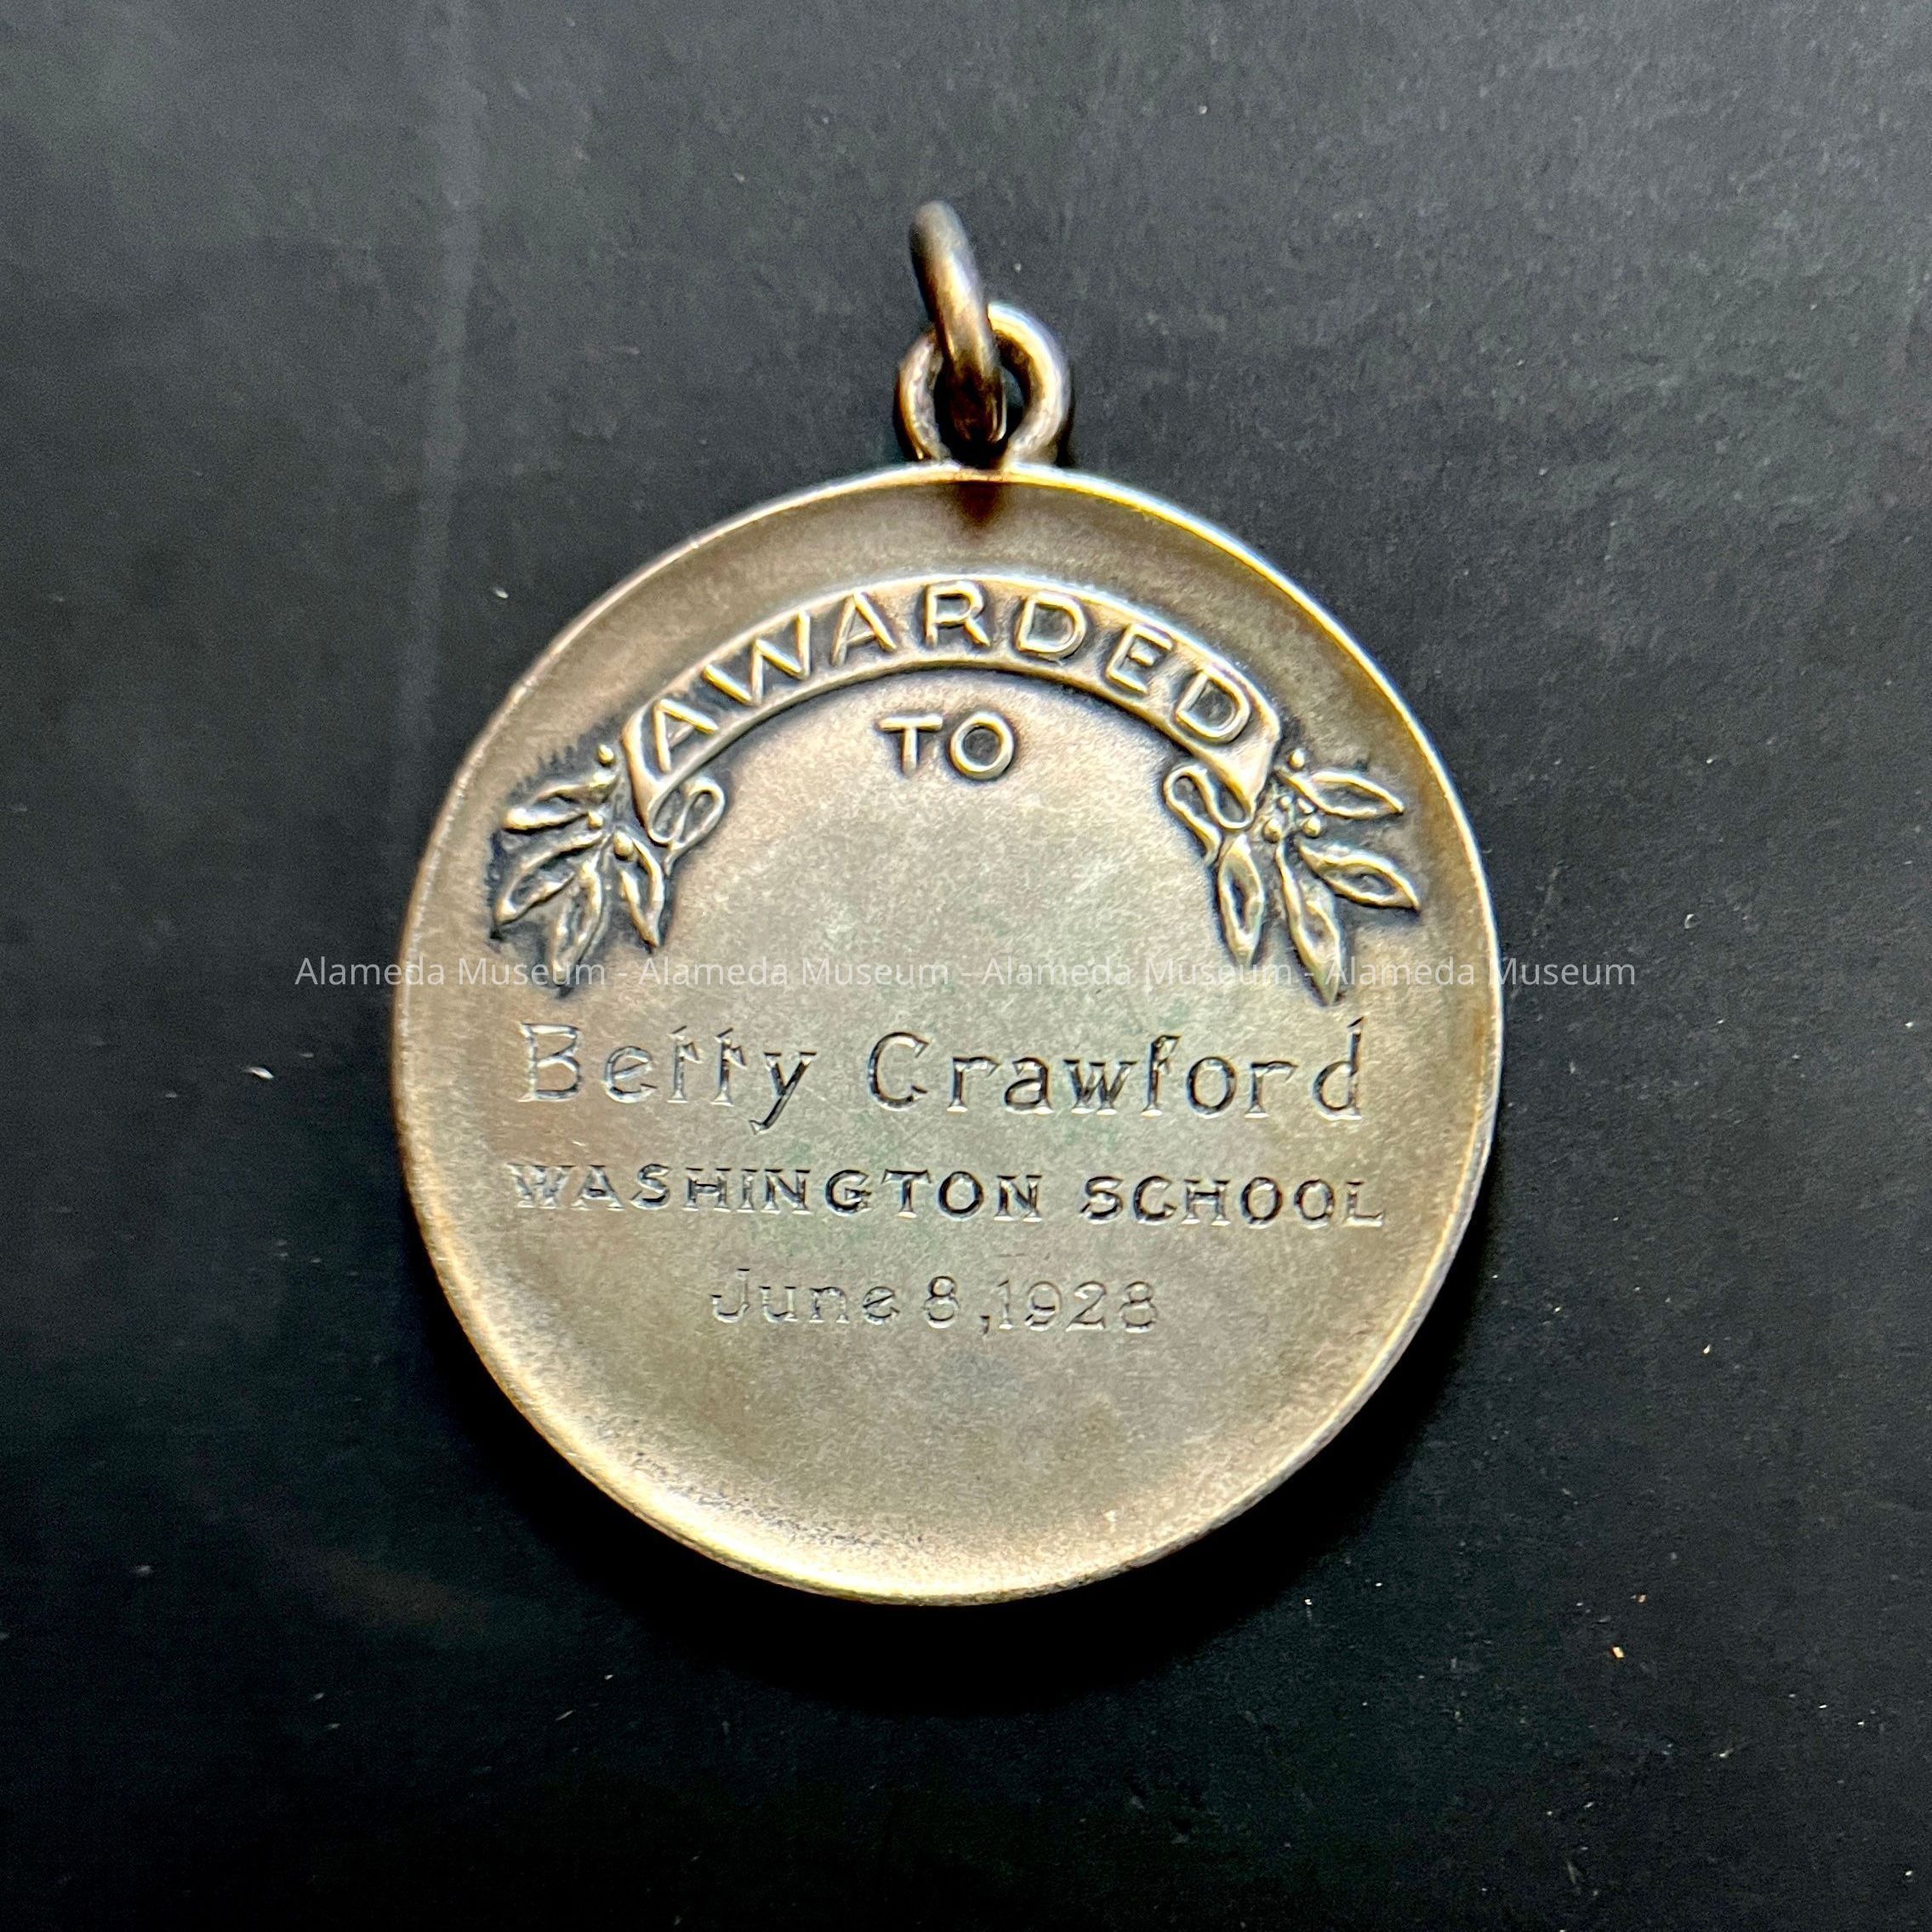 AWARDED
TO
Alameda Museum - Alameda Museum - Alameda Museum - Alameda Museum
Betty Crawford
WASHINGTON SCHOOL
June 8, 1928